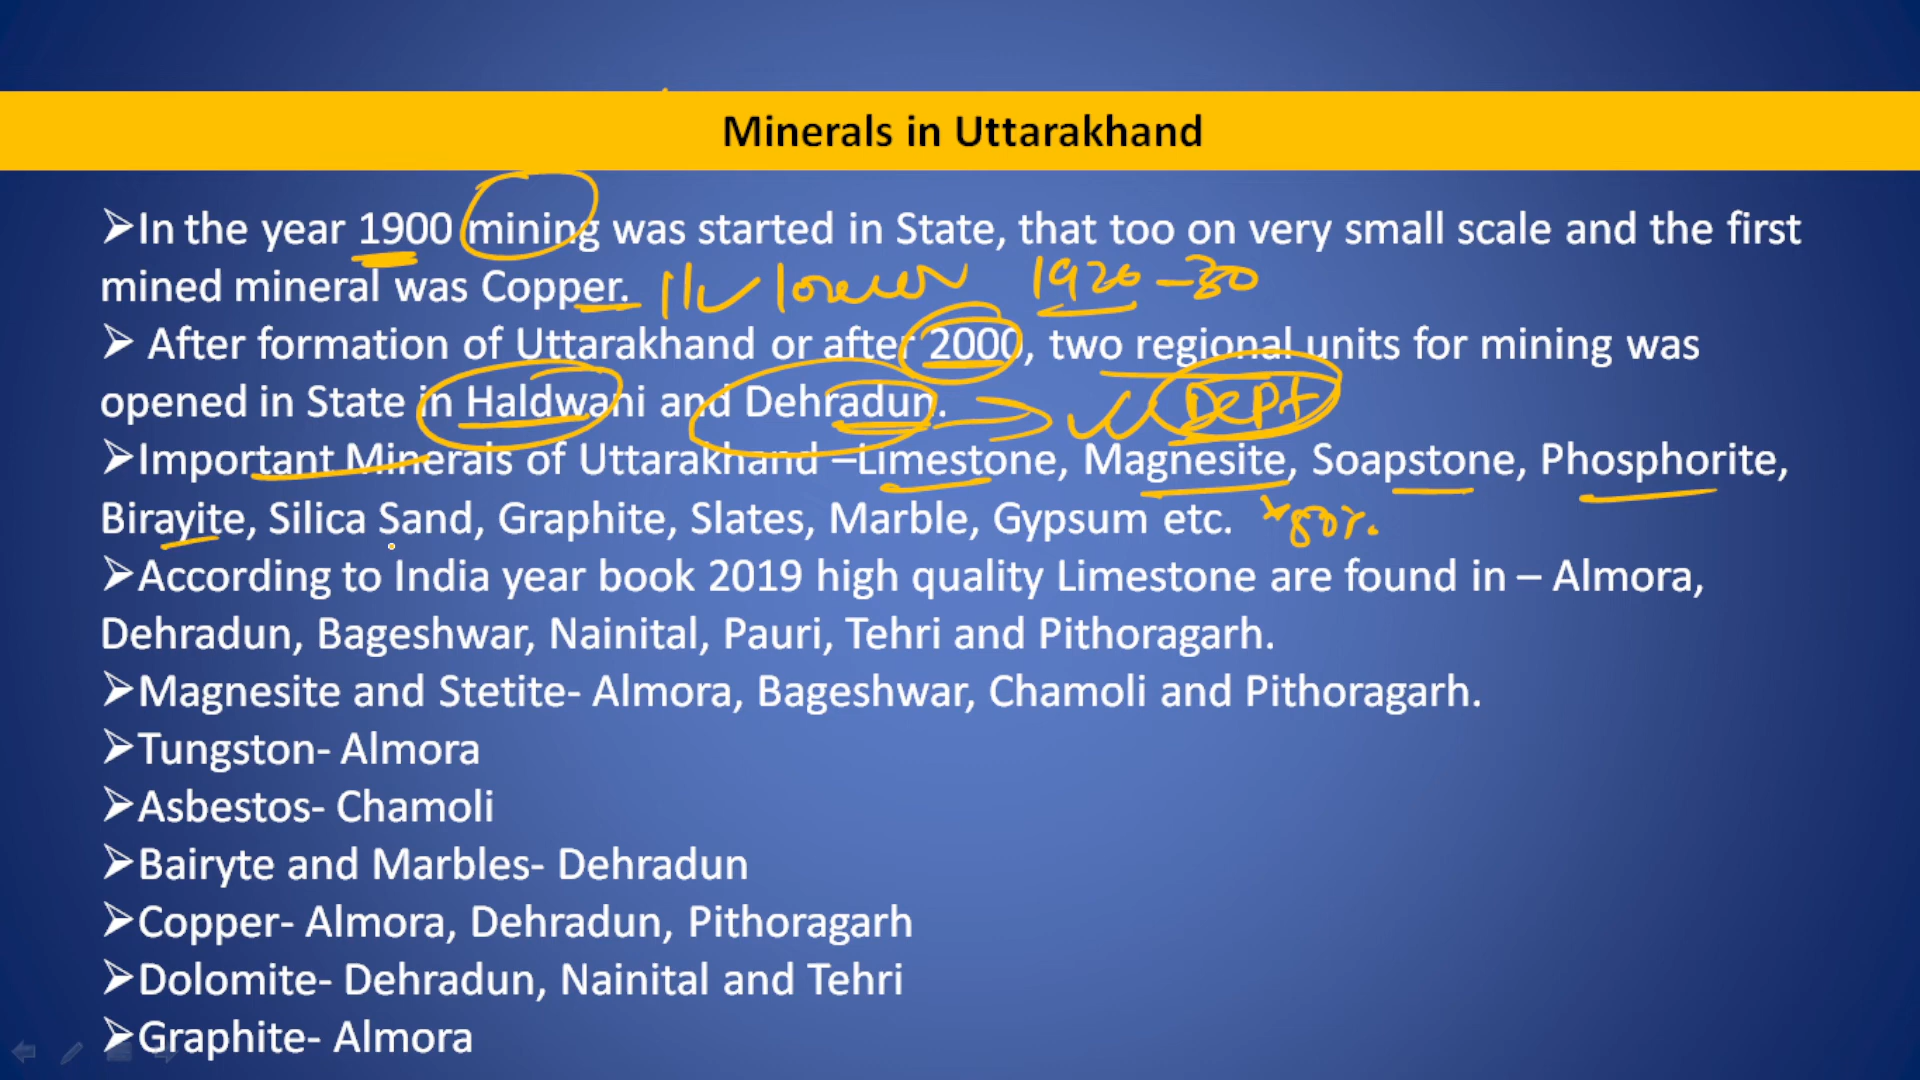 Minerals in Uttarakhand
➢In the year 1900 mining was started in State, that too on very small scale and the first
mined mineral was Copper. 1920-30
➢ After formation of Uttarakhand or after 2000, two regional units for mining was
opened in State in Haldwani and Dehradun. Dept
➢Important Minerals of Uttarakhand –Limestone, Magnesite, Soapstone, Phosphorite,
Birayite, Silica Sand, Graphite, Slates, Marble, Gypsum etc.
➢According to India year book 2019 high quality Limestone are found in – Almora,
Dehradun, Bageshwar, Nainital, Pauri, Tehri and Pithoragarh.
➢Magnesite and Stetite- Almora, Bageshwar, Chamoli and Pithoragarh.
➢Tungston- Almora
➢Asbestos- Chamoli
➢Bairyte and Marbles- Dehradun
➢Copper- Almora, Dehradun, Pithoragarh
➢Dolomite- Dehradun, Nainital and Tehri
➢Graphite- Almora